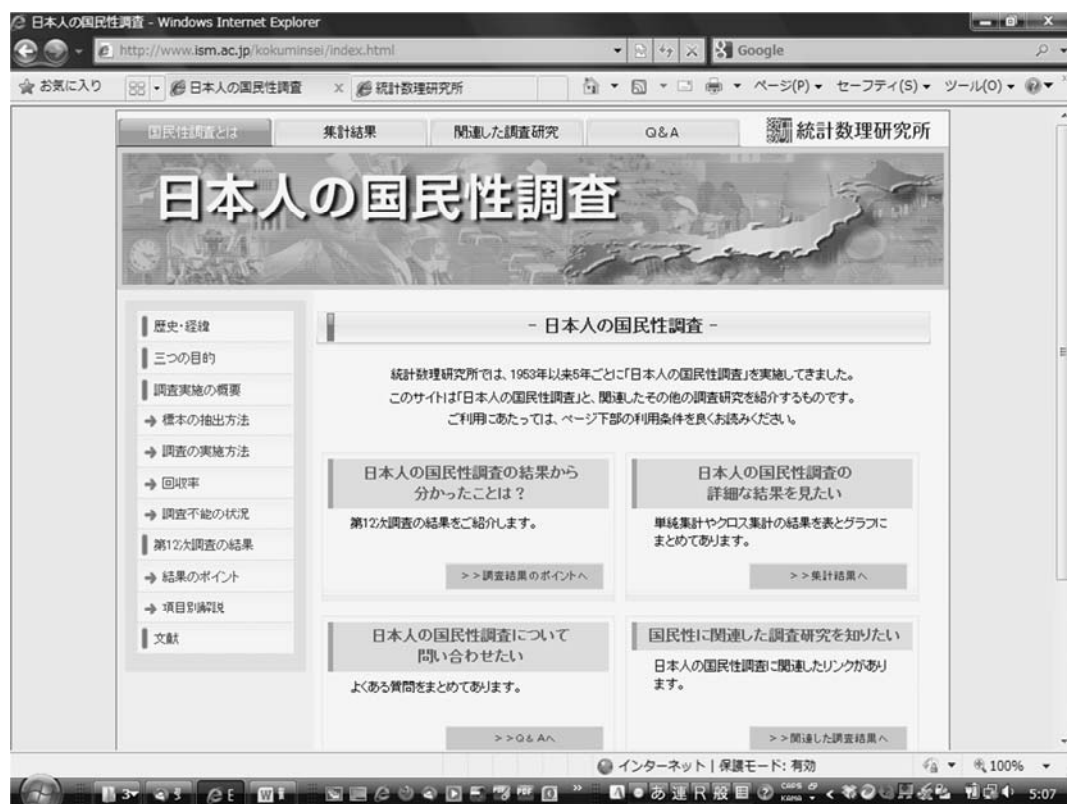 日本人の国民性調査 - Windows Internet Explorer
http://www.ism.ac.jp/kokuminsei/index.html
Google
お気に入り
日本人の国民性調査
統計数理研究所
ページ(P)
セーフティ(S)
ツール(O)
国民性調査とは
集計結果
関連した調査研究
Q&A
統計数理研究所
日本人の国民性調査
歴史・経緯
三つの目的
調査実施の概要
標本の抽出方法
調査の実施方法
回収率
調査不能の状況
第12次調査の結果
結果のポイント
項目別解説
文献
- 日本人の国民性調査 -
統計数理研究所では、1953年以来5年ごとに「日本人の国民性調査」を実施してきました。
このサイトは「日本人の国民性調査」と、関連したその他の調査研究を紹介するものです。
ご利用にあたっては、ページ下部の利用条件を良くお読みください。
日本人の国民性調査の結果から
分かったことは？
第12次調査の結果をご紹介します。
>>調査結果のポイントへ
日本人の国民性調査の
詳細な結果を見たい
単純集計やクロス集計の結果を表とグラフに
まとめてあります。
>>集計結果へ
日本人の国民性調査について
問い合わせたい
よくある質問をまとめてあります。
>>Q&Aへ
国民性に関連した調査研究を知りたい
日本人の国民性調査に関連したリンクがあり
ます。
>>関連した調査結果へ
インターネット | 保護モード: 有効
100%
あ 連 R 般
CAPS
KANA
5:07